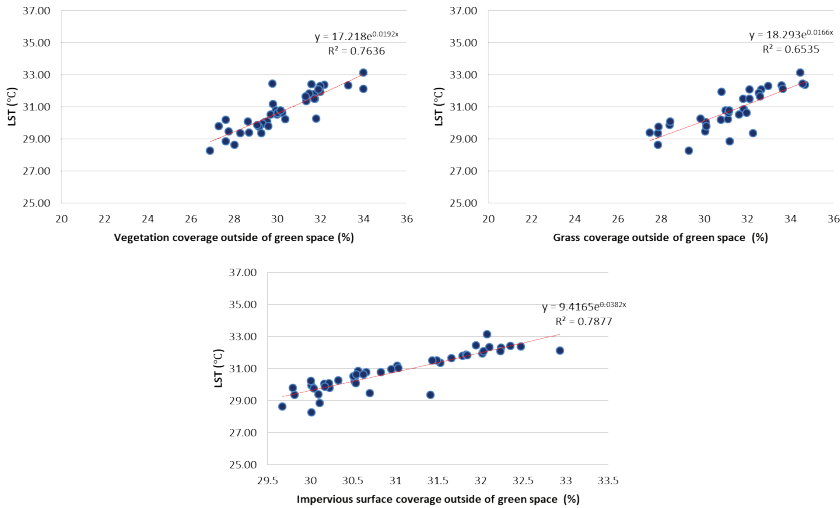 37.00
35.00
33.00
31.00
29.00
27.00
25.00
LST (°C)
y = 17.218e^0.0192x
R² = 0.7636
20 22 24 26 28 30 32 34 36
Vegetation coverage outside of green space (%)
37.00
35.00
33.00
31.00
29.00
27.00
25.00
LST (°C)
y = 18.293e^0.0166x
R² = 0.6535
20 22 24 26 28 30 32 34 36
Grass coverage outside of green space (%)
37.00
35.00
33.00
31.00
29.00
27.00
25.00
LST (°C)
y = 9.4165e^0.0382x
R² = 0.7877
29.5 30 30.5 31 31.5 32 32.5 33 33.5
Impervious surface coverage outside of green space (%)